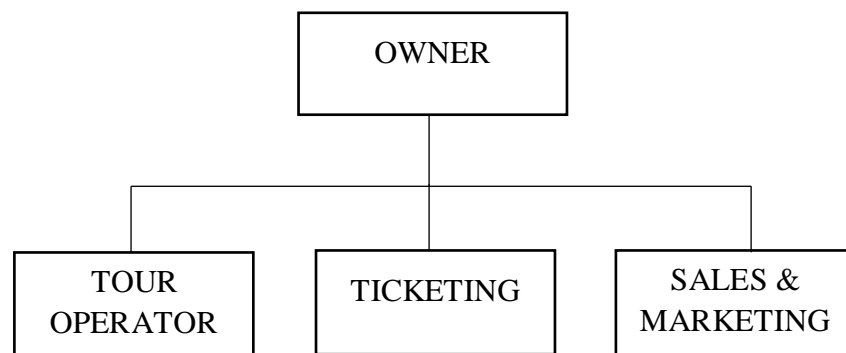 OWNER
TOUR
OPERATOR
TICKETING
SALES &
MARKETING